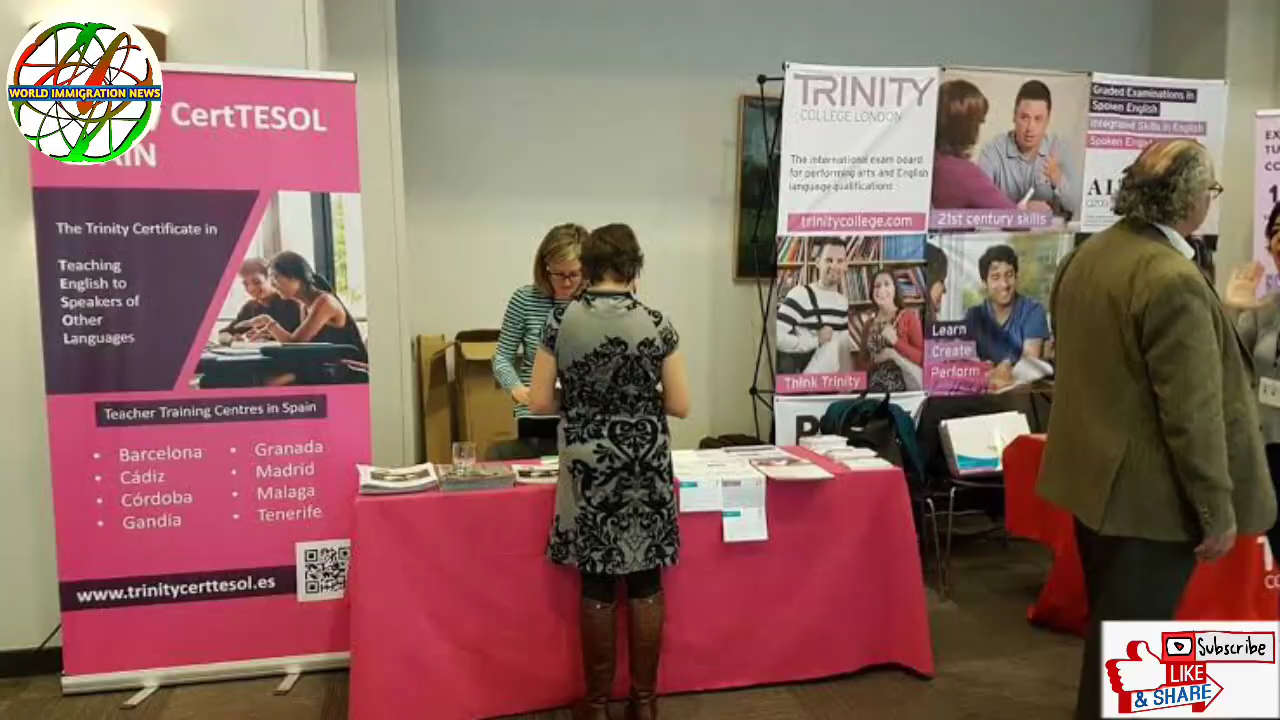 WORLD IMMIGRATION NEWS
CertTESOL
The Trinity Certificate in
Teaching
English to
Speakers of
Other
Languages
Teacher Training Centres in Spain
• Barcelona
• Cádiz
• Córdoba
• Gandía
• Granada
• Madrid
• Malaga
• Tenerife
www.trinitycerttesol.es
TRINITY
COLLEGE LONDON
The international exam board
for performing arts and English
language qualifications
trinitycollege.com
21st century skills
Graded Examinations in
Spoken English
Integrated Skills in English
Spoken
Think Trinity
Learn
Create
Perform
Subscribe
LIKE
& SHARE